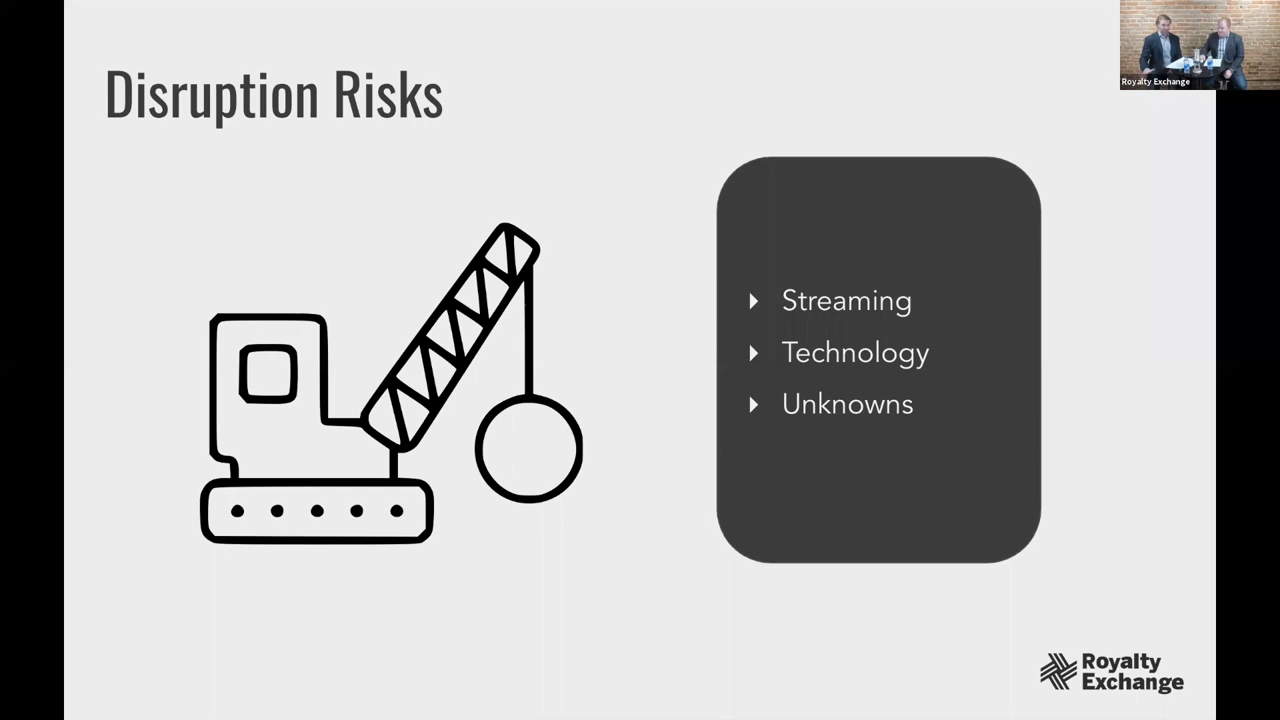 Disruption Risks
Royalty Exchange
Streaming
Technology
Unknowns
Royalty
Exchange